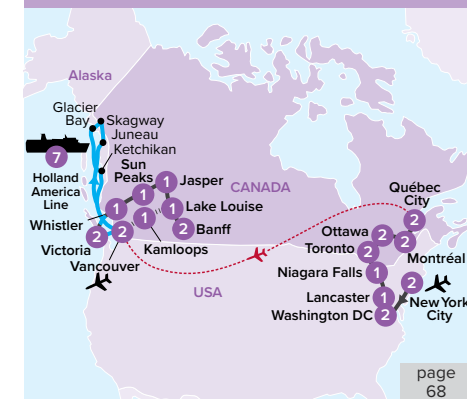 Alaska
Glacier
Bay
Skagway
Juneau
Ketchikan
7
Holland
America
Line
Sun
Peaks
1
Jasper
1
CANADA
Whistler
1
1
Lake Louise
1
Kamloops
2
Banff
Victoria
2
2
Vancouver
USA
Québec
City
2
Ottawa
2
2
Montréal
Toronto
2
Niagara Falls
1
2
New York
City
Lancaster
1
Washington DC
2
page
68